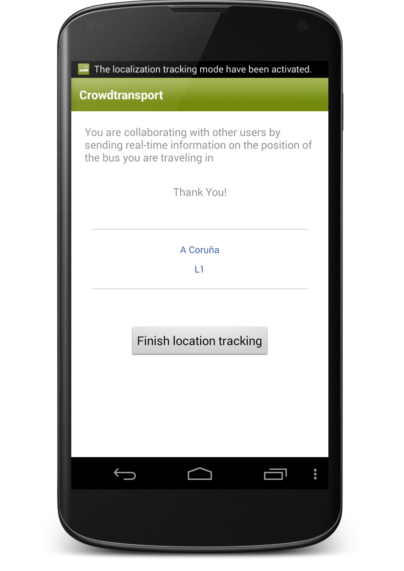 The localization tracking mode have been activated.
Crowdtransport
You are collaborating with other users by
sending real-time information on the position of
the bus you are traveling in
Thank You!
A Coruña
L1
Finish location tracking